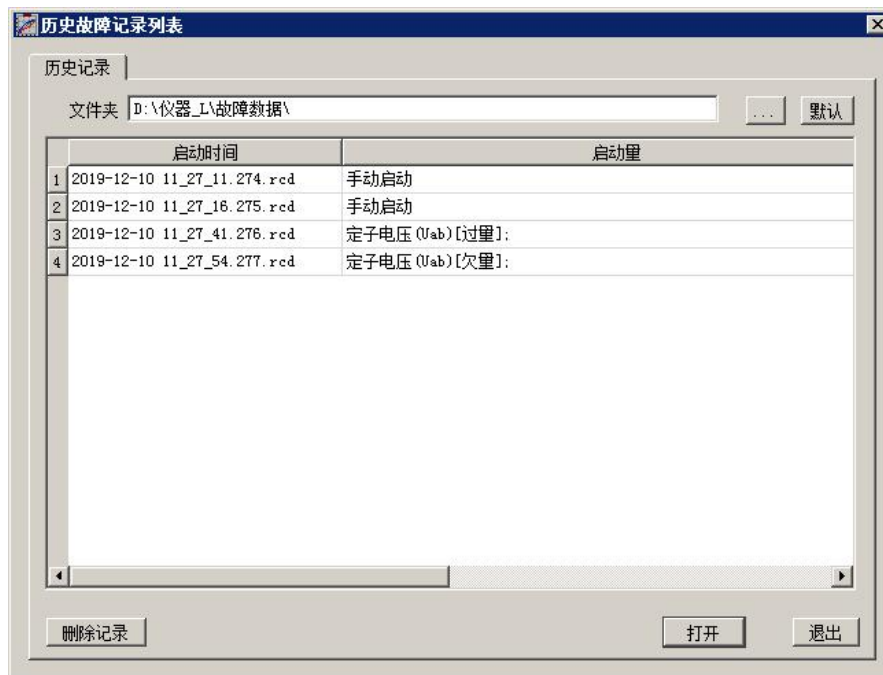 历史故障记录列表
历史记录
文件夹 D:\仪器_L\故障数据\ ... 默认
启动时间 启动量
1 2019-12-10 11_27_11.274.rcd 手动启动
2 2019-12-10 11_27_16.275.rcd 手动启动
3 2019-12-10 11_27_41.276.rcd 定子电压(Uab)[过量];
4 2019-12-10 11_27_54.277.rcd 定子电压(Uab)[欠量];
删除记录 打开 退出